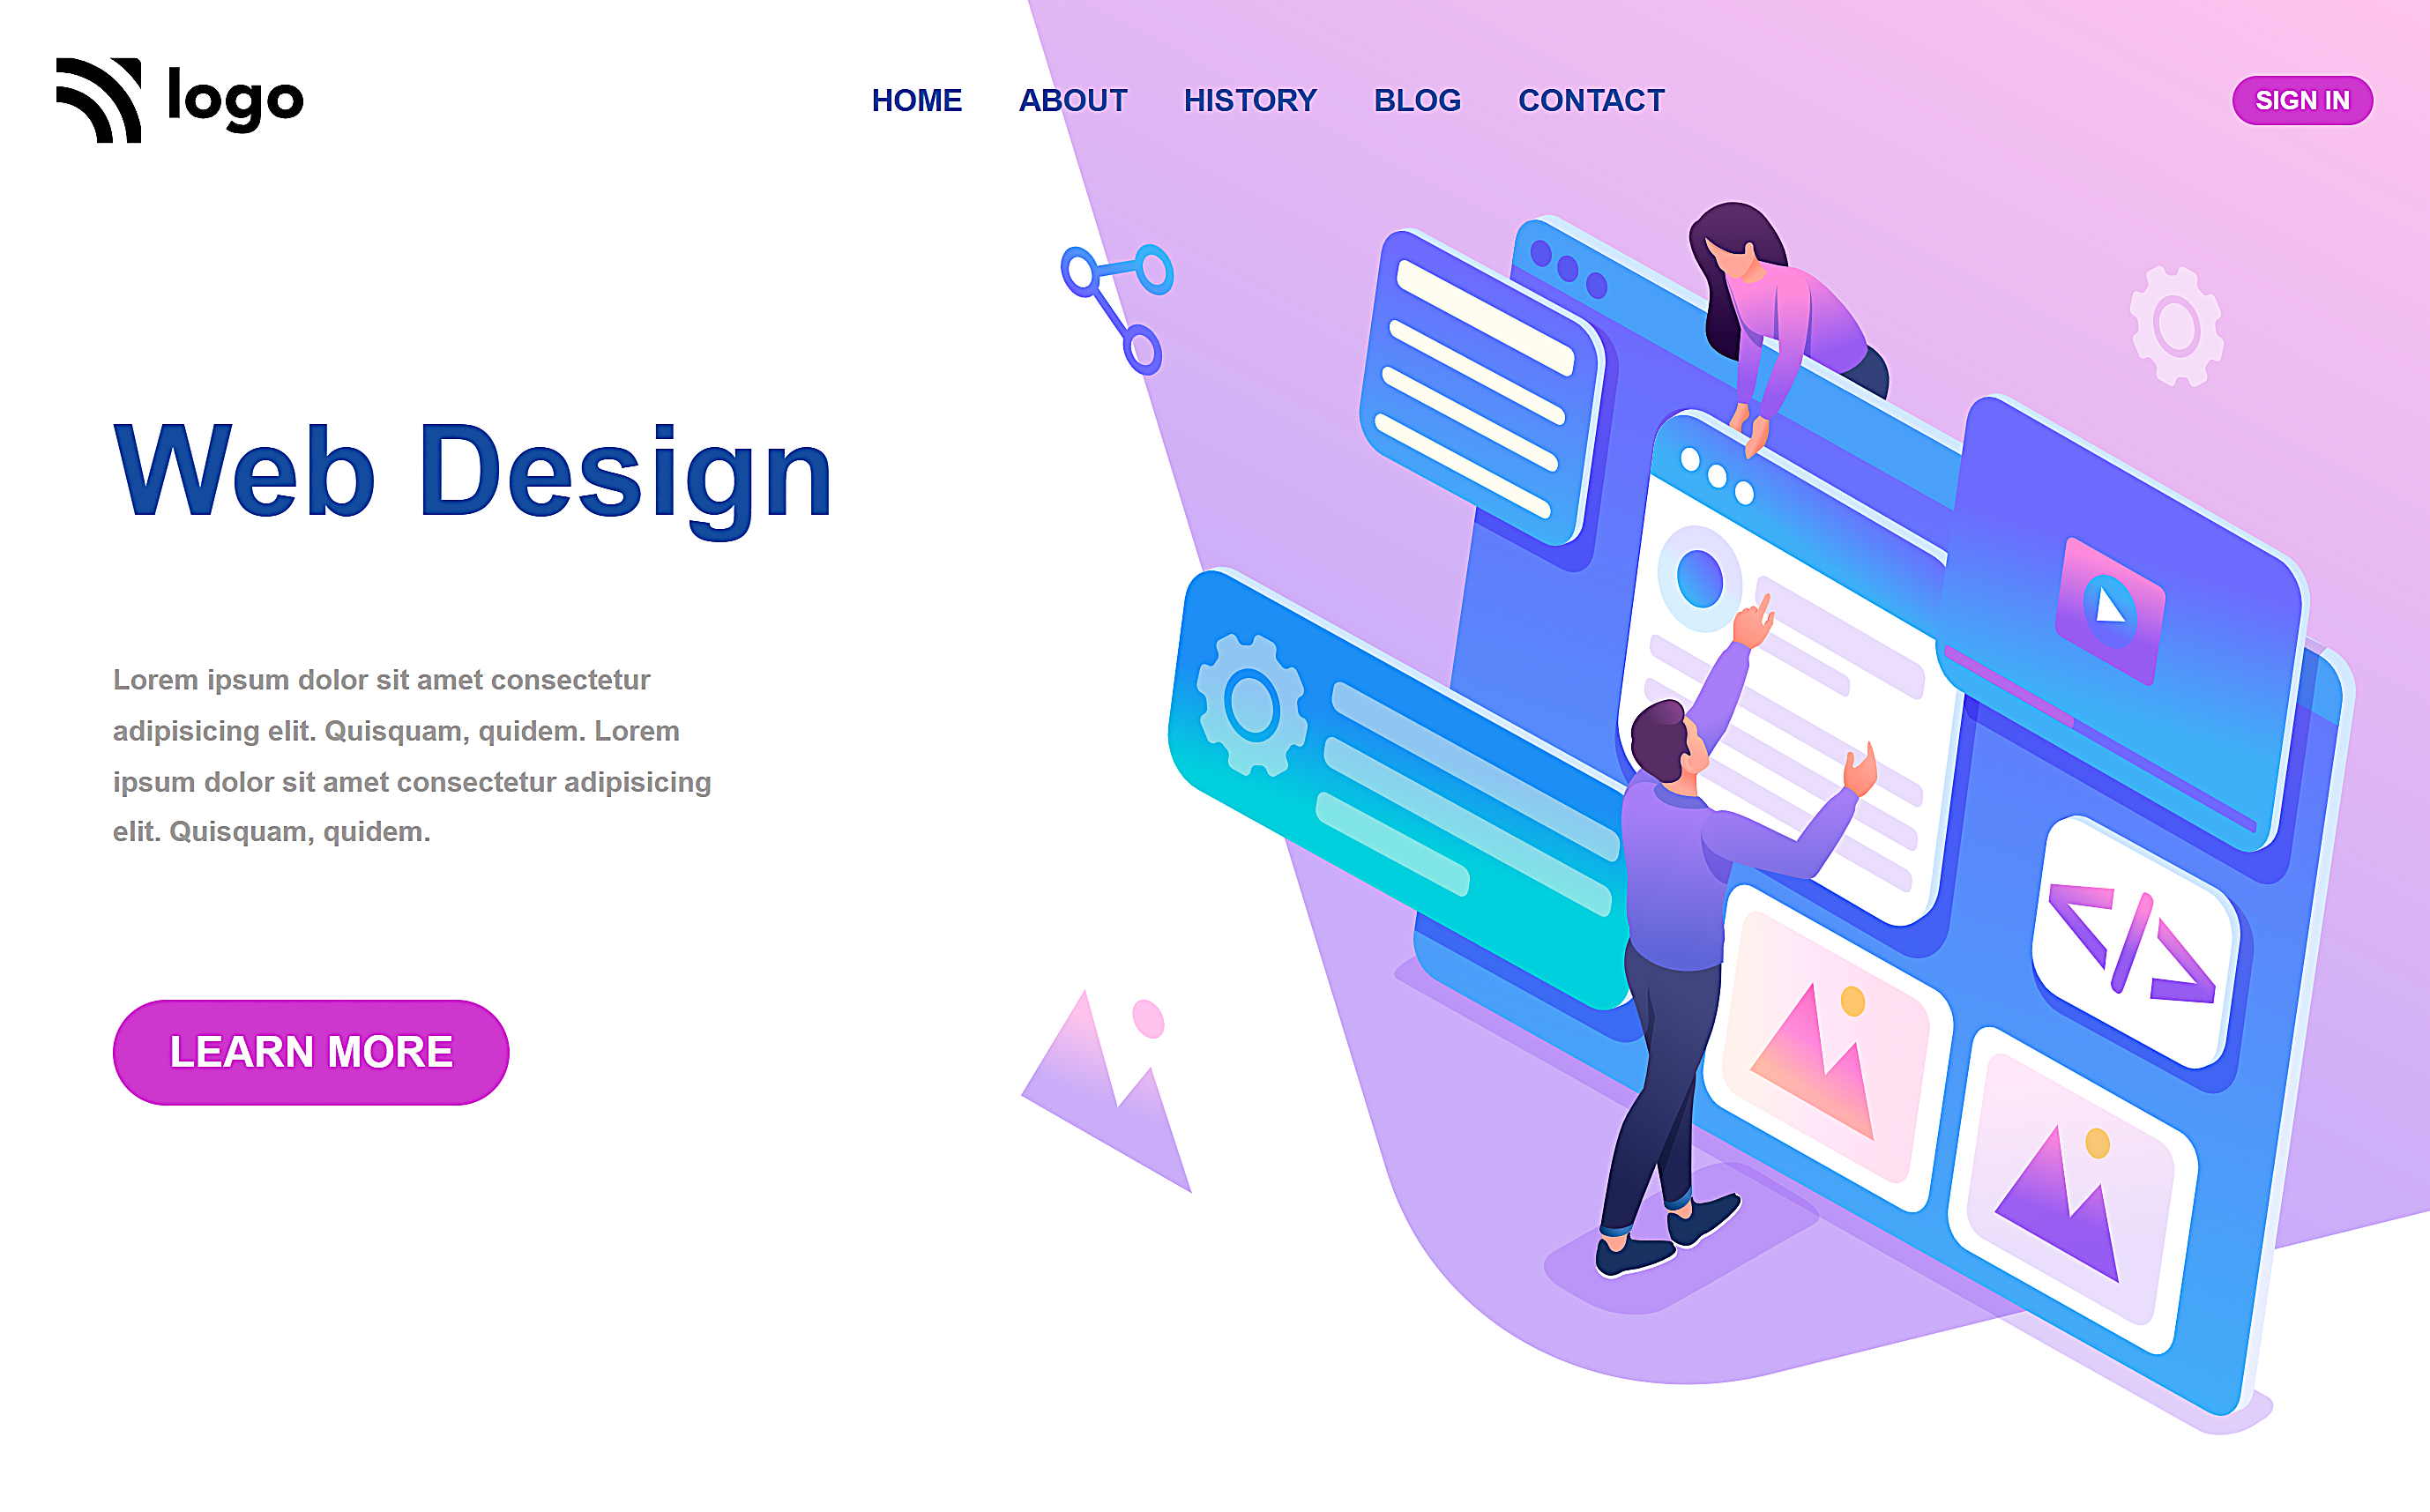 logo
HOME ABOUT HISTORY BLOG CONTACT
SIGN IN
Web Design
Lorem ipsum dolor sit amet consectetur
adipisicing elit. Quisquam, quidem. Lorem
ipsum dolor sit amet consectetur adipisicing
elit. Quisquam, quidem.
LEARN MORE
</>